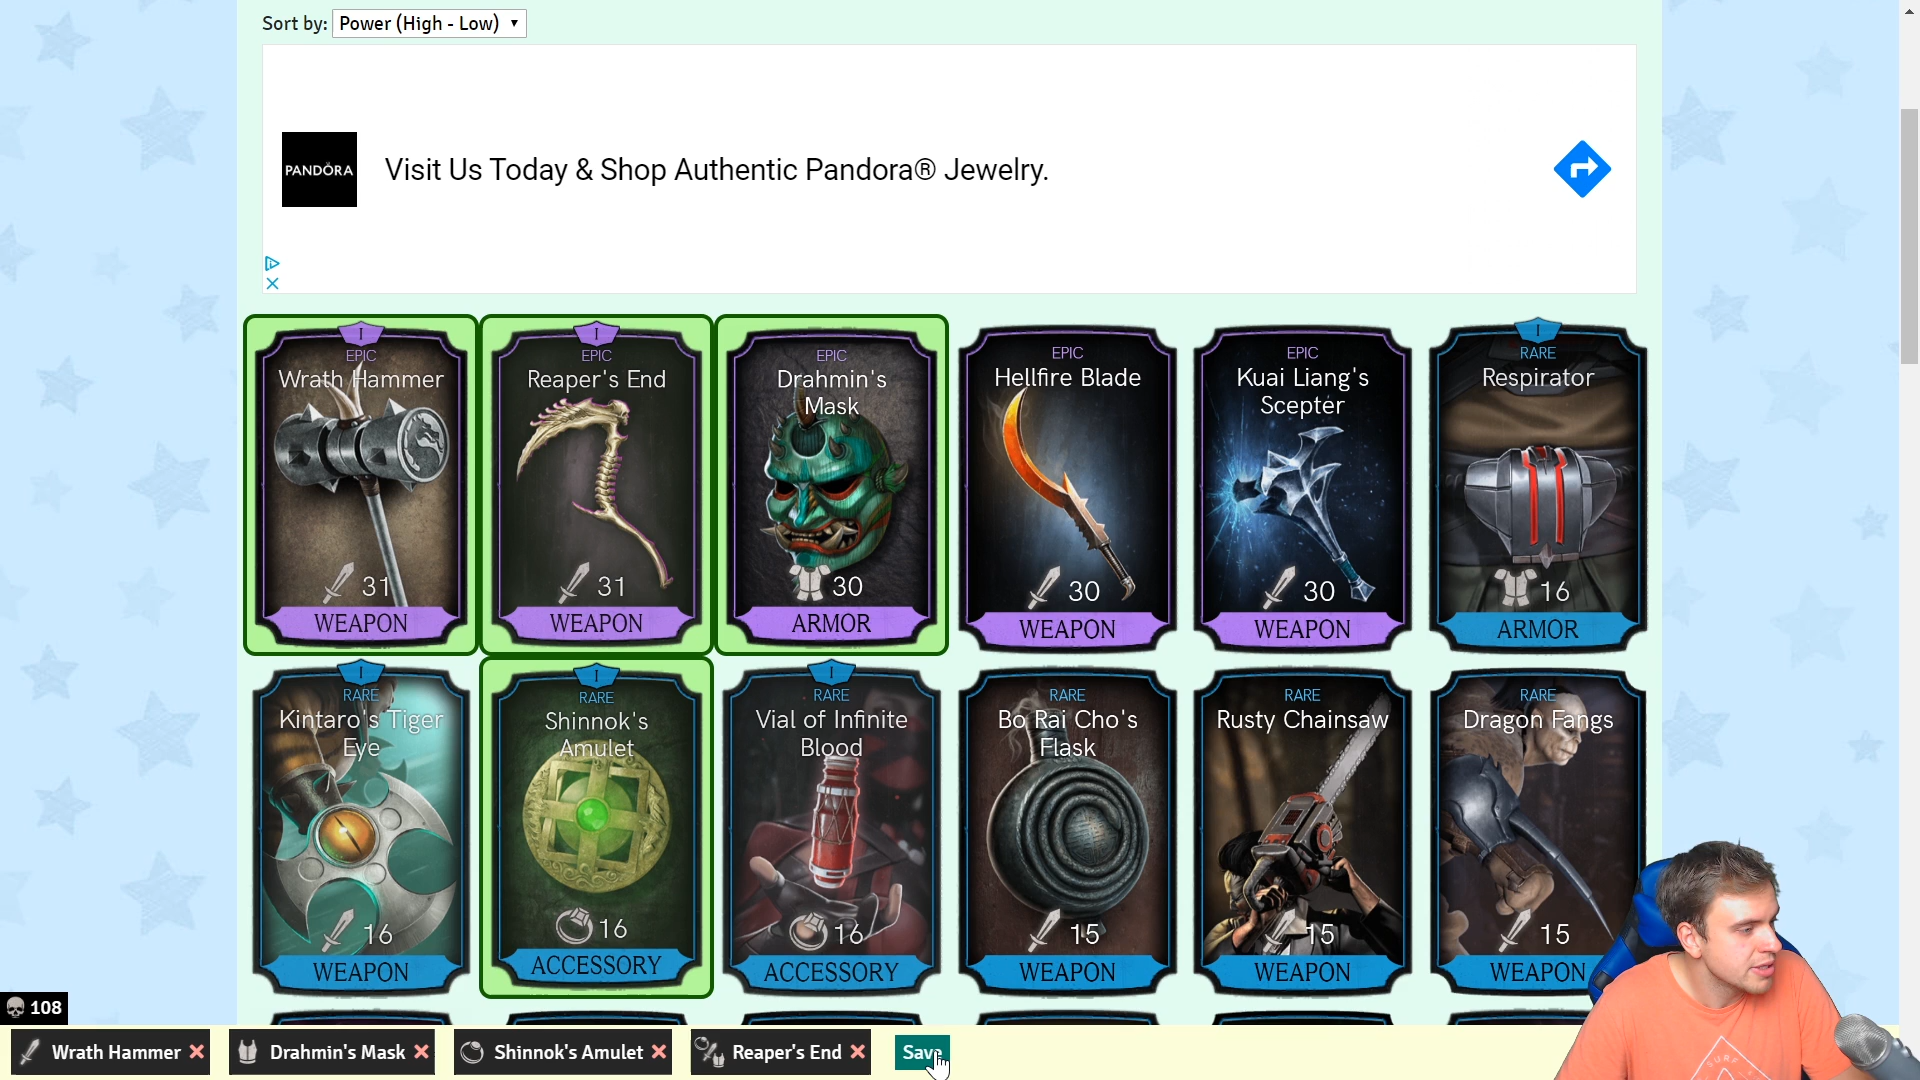 Sort by: Power (High - Low)
PANDÖRA
Visit Us Today & Shop Authentic Pandora® Jewelry.
I
EPIC
Wrath Hammer
31
WEAPON
I
EPIC
Reaper's End
31
WEAPON
EPIC
Drahmin's
Mask
30
ARMOR
EPIC
Hellfire Blade
30
WEAPON
EPIC
Kuai Liang's
Scepter
30
WEAPON
I
RARE
Respirator
16
ARMOR
I
RARE
Kintaro's Tiger
Eye
16
WEAPON
I
RARE
Shinnok's
Amulet
16
ACCESSORY
I
RARE
Vial of Infinite
Blood
16
ACCESSORY
RARE
Bo Rai Cho's
Flask
15
WEAPON
RARE
Rusty Chainsaw
15
WEAPON
RARE
Dragon Fangs
15
WEAPON
108
Wrath Hammer
Drahmin's Mask
Shinnok's Amulet
Reaper's End
Save
SURF